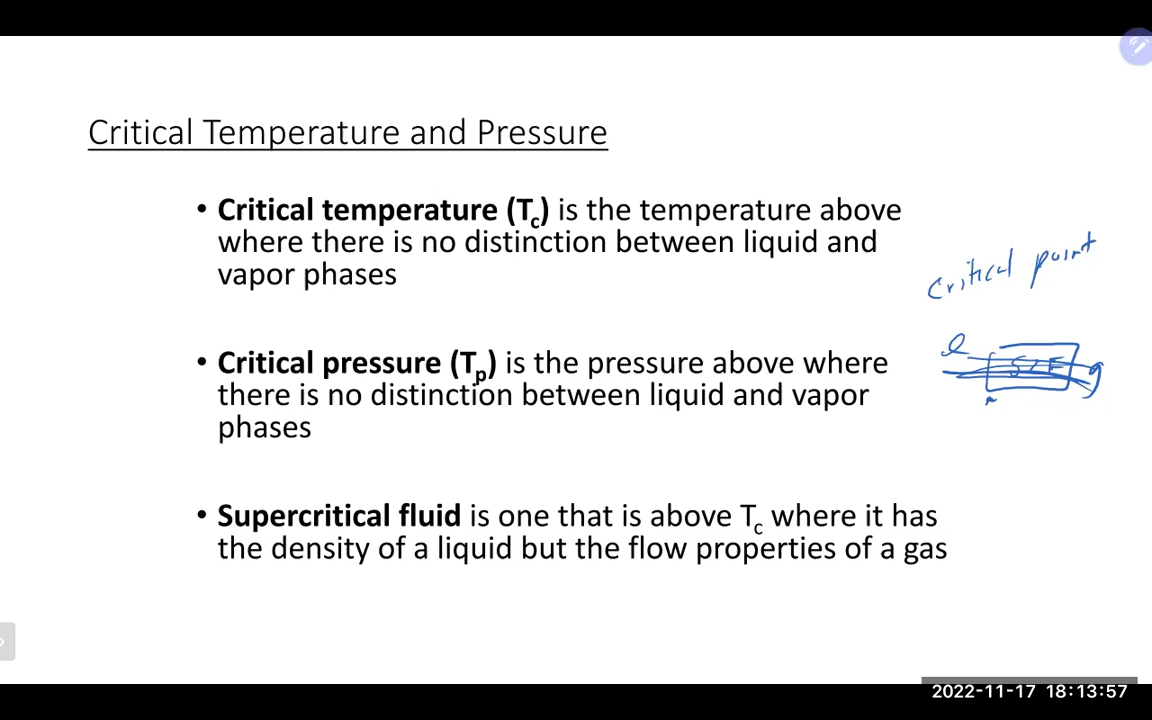 Critical Temperature and Pressure
• Critical temperature (Tc) is the temperature above
where there is no distinction between liquid and
vapor phases
critical point
• Critical pressure (Tp) is the pressure above where
there is no distinction between liquid and vapor
phases
l
g
• Supercritical fluid is one that is above Tc where it has
the density of a liquid but the flow properties of a gas
2022-11-17 18:13:57